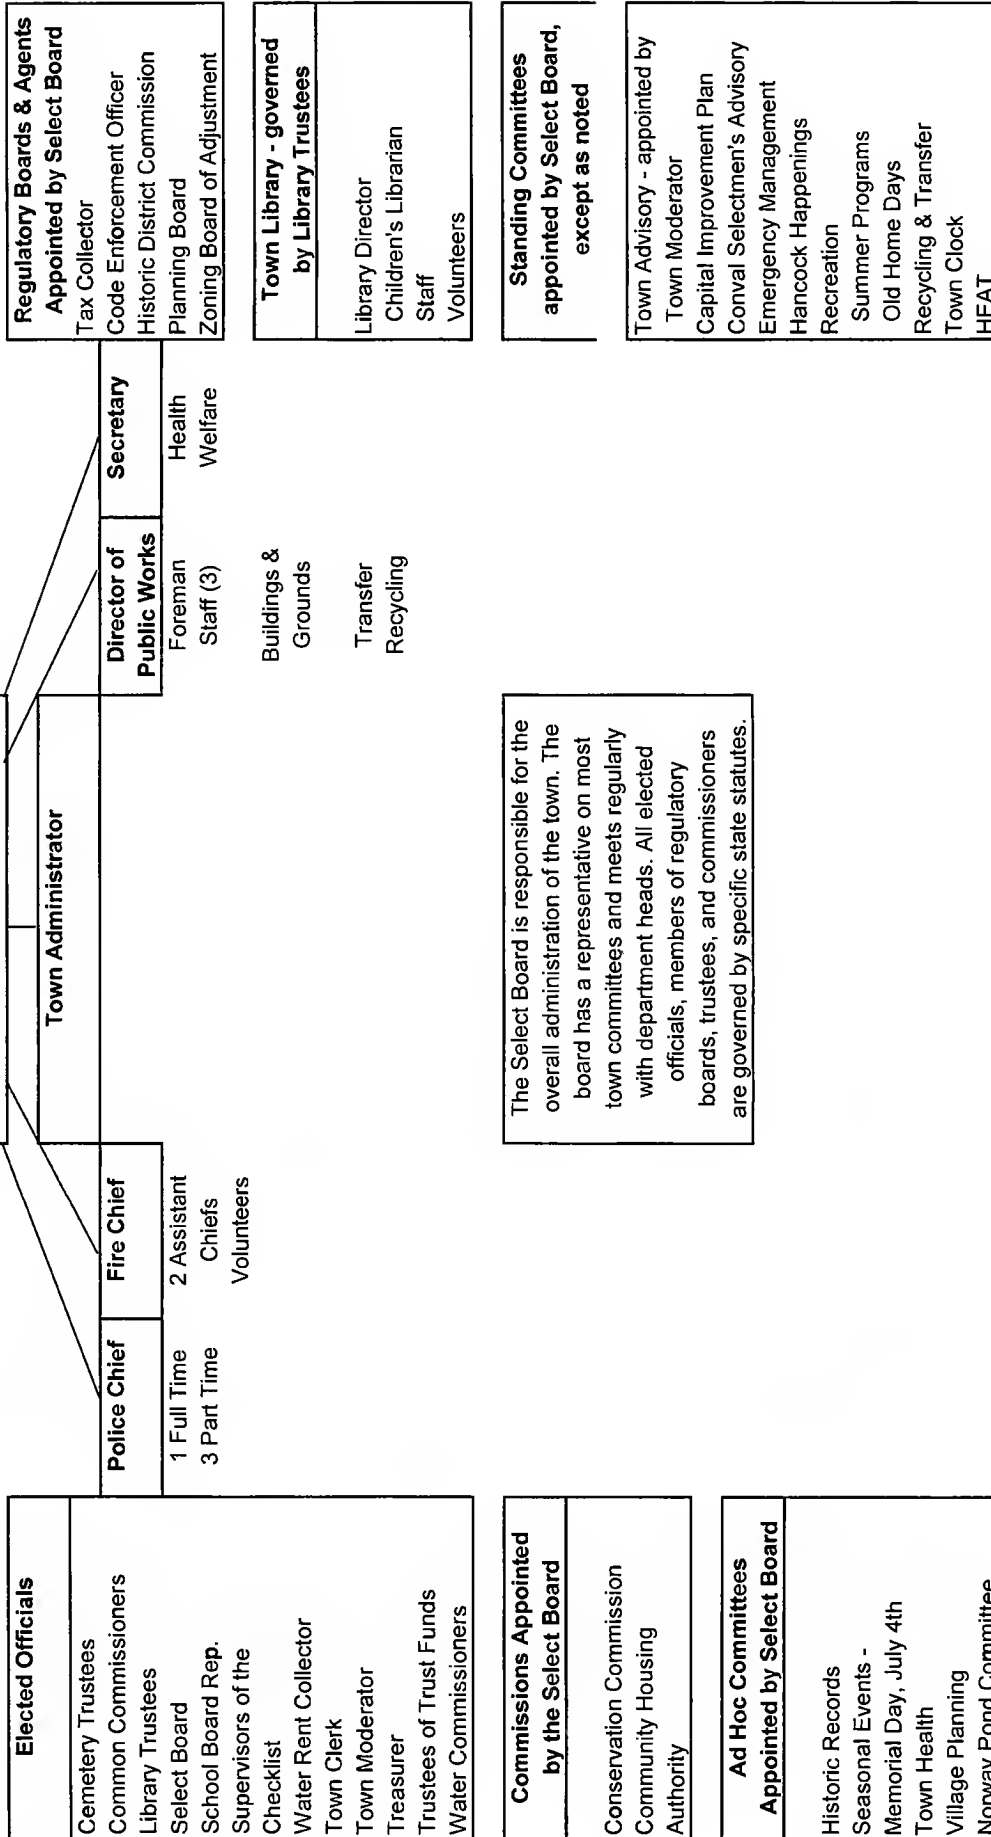 Elected Officials
Cemetery Trustees
Common Commissioners
Library Trustees
Select Board
School Board Rep.
Supervisors of the
Checklist
Water Rent Collector
Town Clerk
Town Moderator
Treasurer
Trustees of Trust Funds
Water Commissioners
Commissions Appointed
by the Select Board
Conservation Commission
Community Housing
Authority
Ad Hoc Committees
Appointed by Select Board
Historic Records
Seasonal Events -
Memorial Day, July 4th
Town Health
Village Planning
Norway Pond Committee
Police Chief
1 Full Time
3 Part Time
Fire Chief
2 Assistant
Chiefs
Volunteers
Town Administrator
The Select Board is responsible for the
overall administration of the town. The
board has a representative on most
town committees and meets regularly
with department heads. All elected
officials, members of regulatory
boards, trustees, and commissioners
are governed by specific state statutes.
Director of
Public Works
Foreman
Staff (3)
Buildings &
Grounds
Transfer
Recycling
Secretary
Health
Welfare
Regulatory Boards & Agents
Appointed by Select Board
Tax Collector
Code Enforcement Officer
Historic District Commission
Planning Board
Zoning Board of Adjustment
Town Library - governed
by Library Trustees
Library Director
Children's Librarian
Staff
Volunteers
Standing Committees
appointed by Select Board,
except as noted
Town Advisory - appointed by
Town Moderator
Capital Improvement Plan
Conval Selectmen's Advisory
Emergency Management
Hancock Happenings
Recreation
Summer Programs
Old Home Days
Recycling & Transfer
Town Clock
HEAT